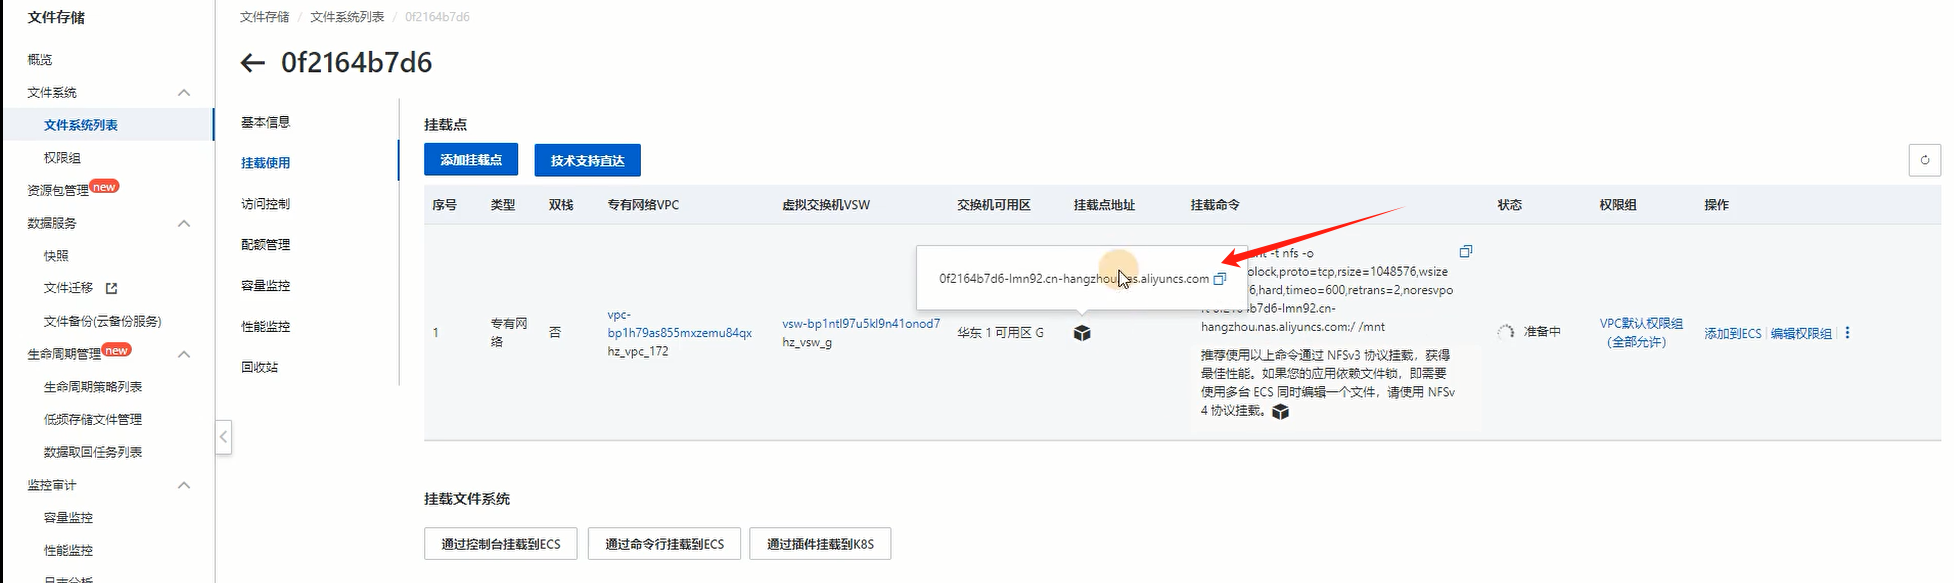 文件存储
概览
文件系统
文件系统列表
权限组
资源包管理 new
数据服务
快照
文件迁移
文件备份(云备份服务)
生命周期管理 new
生命周期策略列表
低频存储文件管理
数据取回任务列表
监控审计
容量监控
性能监控
文件存储 / 文件系统列表 / 0f2164b7d6
0f2164b7d6
基本信息
挂载使用
访问控制
配额管理
容量监控
性能监控
回收站
挂载点
添加挂载点 技术支持直达
序号 类型 双栈 专有网络VPC 虚拟交换机VSW 交换机可用区 挂载点地址 挂载命令 状态 权限组 操作
1
专有网
络
否
vpc-
bp1h79as855mxzemu84qx
hz_vpc_172
vsw-bp1ntl97u5kl9n41onod7
hz_vsw_g
华东 1 可用区 G
0f2164b7d6-lmn92.cn-hangzhou.nas.aliyuncs.com
-t nfs -o
olock,proto=tcp,rsize=1048576,wsize
6,hard,timeo=600,retrans=2,noresvpo
b7d6-lmn92.cn-
hangzhou.nas.aliyuncs.com:/ /mnt
推荐使用以上命令通过 NFSv3 协议挂载，获得
最佳性能。如果您的应用依赖文件锁，即需要
使用多台 ECS 同时编辑一个文件，请使用 NFSv
4 协议挂载。
准备中
VPC默认权限组
(全部允许)
添加到ECS 编辑权限组
挂载文件系统
通过控制台挂载到ECS 通过命令行挂载到ECS 通过插件挂载到K8S